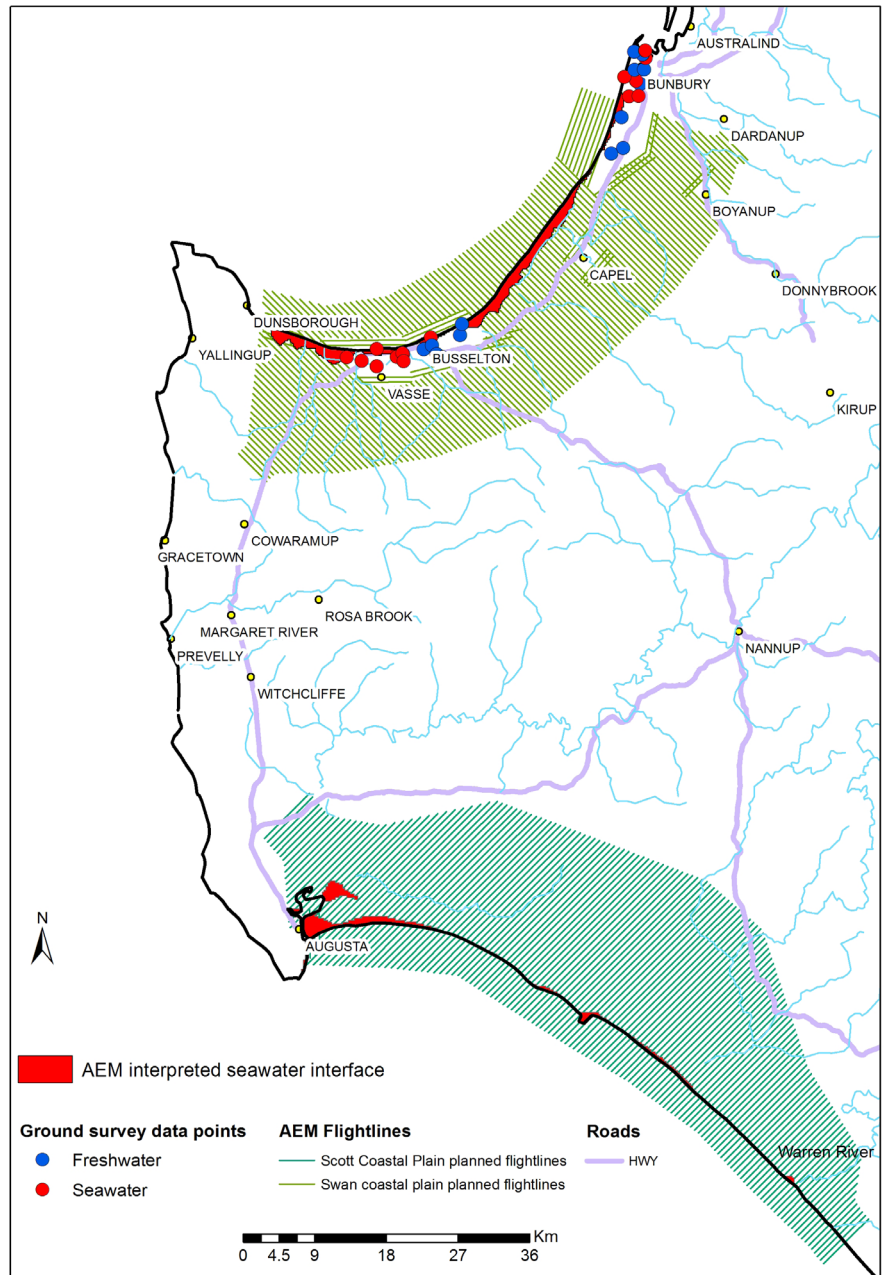 AUSTRALIND
BUNBURY
DARDANUP
BOYANUP
CAPEL
DONNYBROOK
DUNSBOROUGH
YALLINGUP
BUSSELTON
VASSE
KIRUP
COWARAMUP
GRACETOWN
ROSA BROOK
MARGARET RIVER
PREVELLY
NANNUP
WITCHCLIFFE
N
AUGUSTA
AEM interpreted seawater interface
Ground survey data points
Freshwater
Seawater
AEM Flightlines
Scott Coastal Plain planned flightlines
Swan coastal plain planned flightlines
Roads
HWY
Warren River
Km
0 4.5 9 18 27 36